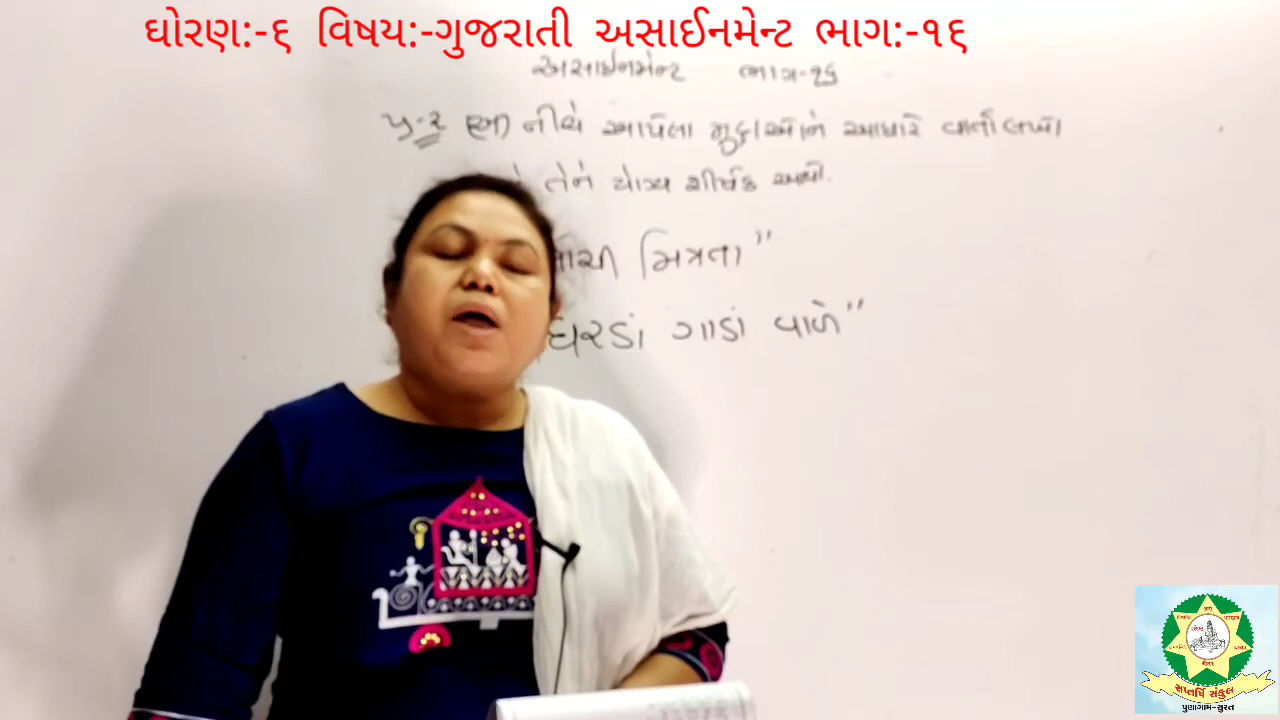 ધોરણ:-૬ વિષય:-ગુજરાતી અસાઈનમેન્ટ ભાગ:-૧૬
અસાઈનમેન્ટ ભાગ-૧૬
પ્ર-૨ (અ) નીચે આપેલા મુદ્દાઓને આધારે વાર્તા લખો
તેને યોગ્ય શીર્ષક આપો.
મિત્રતા"
ઘરડાં ગાડાં વાળે"
સપ્તર્ષિ સંકુલ
પુણાગામ-સુરત